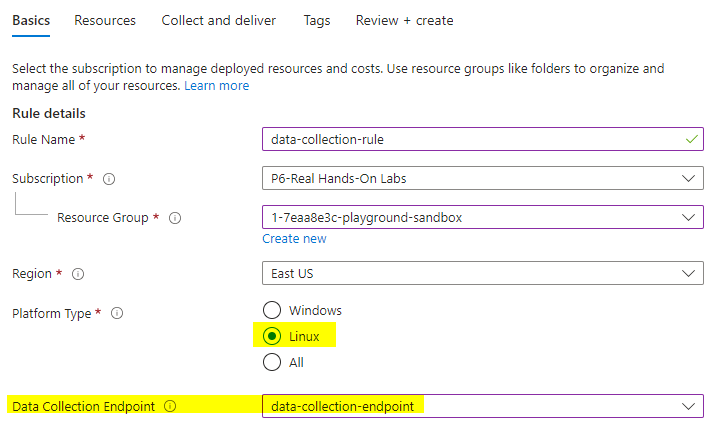 Basics Resources Collect and deliver Tags Review + create
Select the subscription to manage deployed resources and costs. Use resource groups like folders to organize and
manage all of your resources. Learn more
Rule details
Rule Name * data-collection-rule
Subscription * P6-Real Hands-On Labs
Resource Group * 1-7eaa8e3c-playground-sandbox
Create new
Region * East US
Platform Type * Windows
Linux
All
Data Collection Endpoint data-collection-endpoint